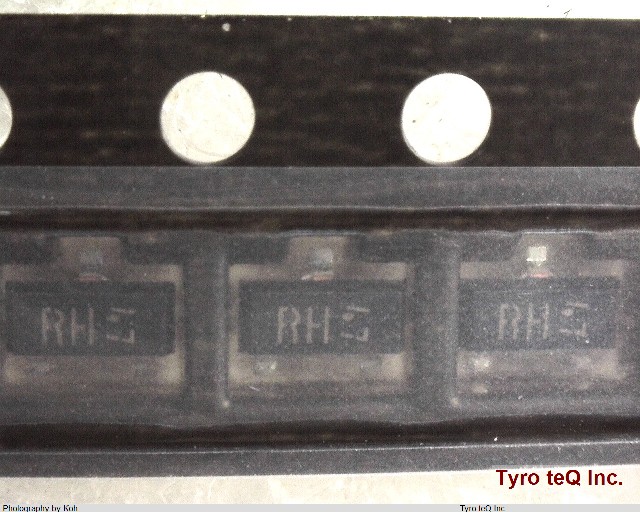 RH
RH
RH
Tyro teQ Inc.
Photography by Koh
Tyro teQ Inc